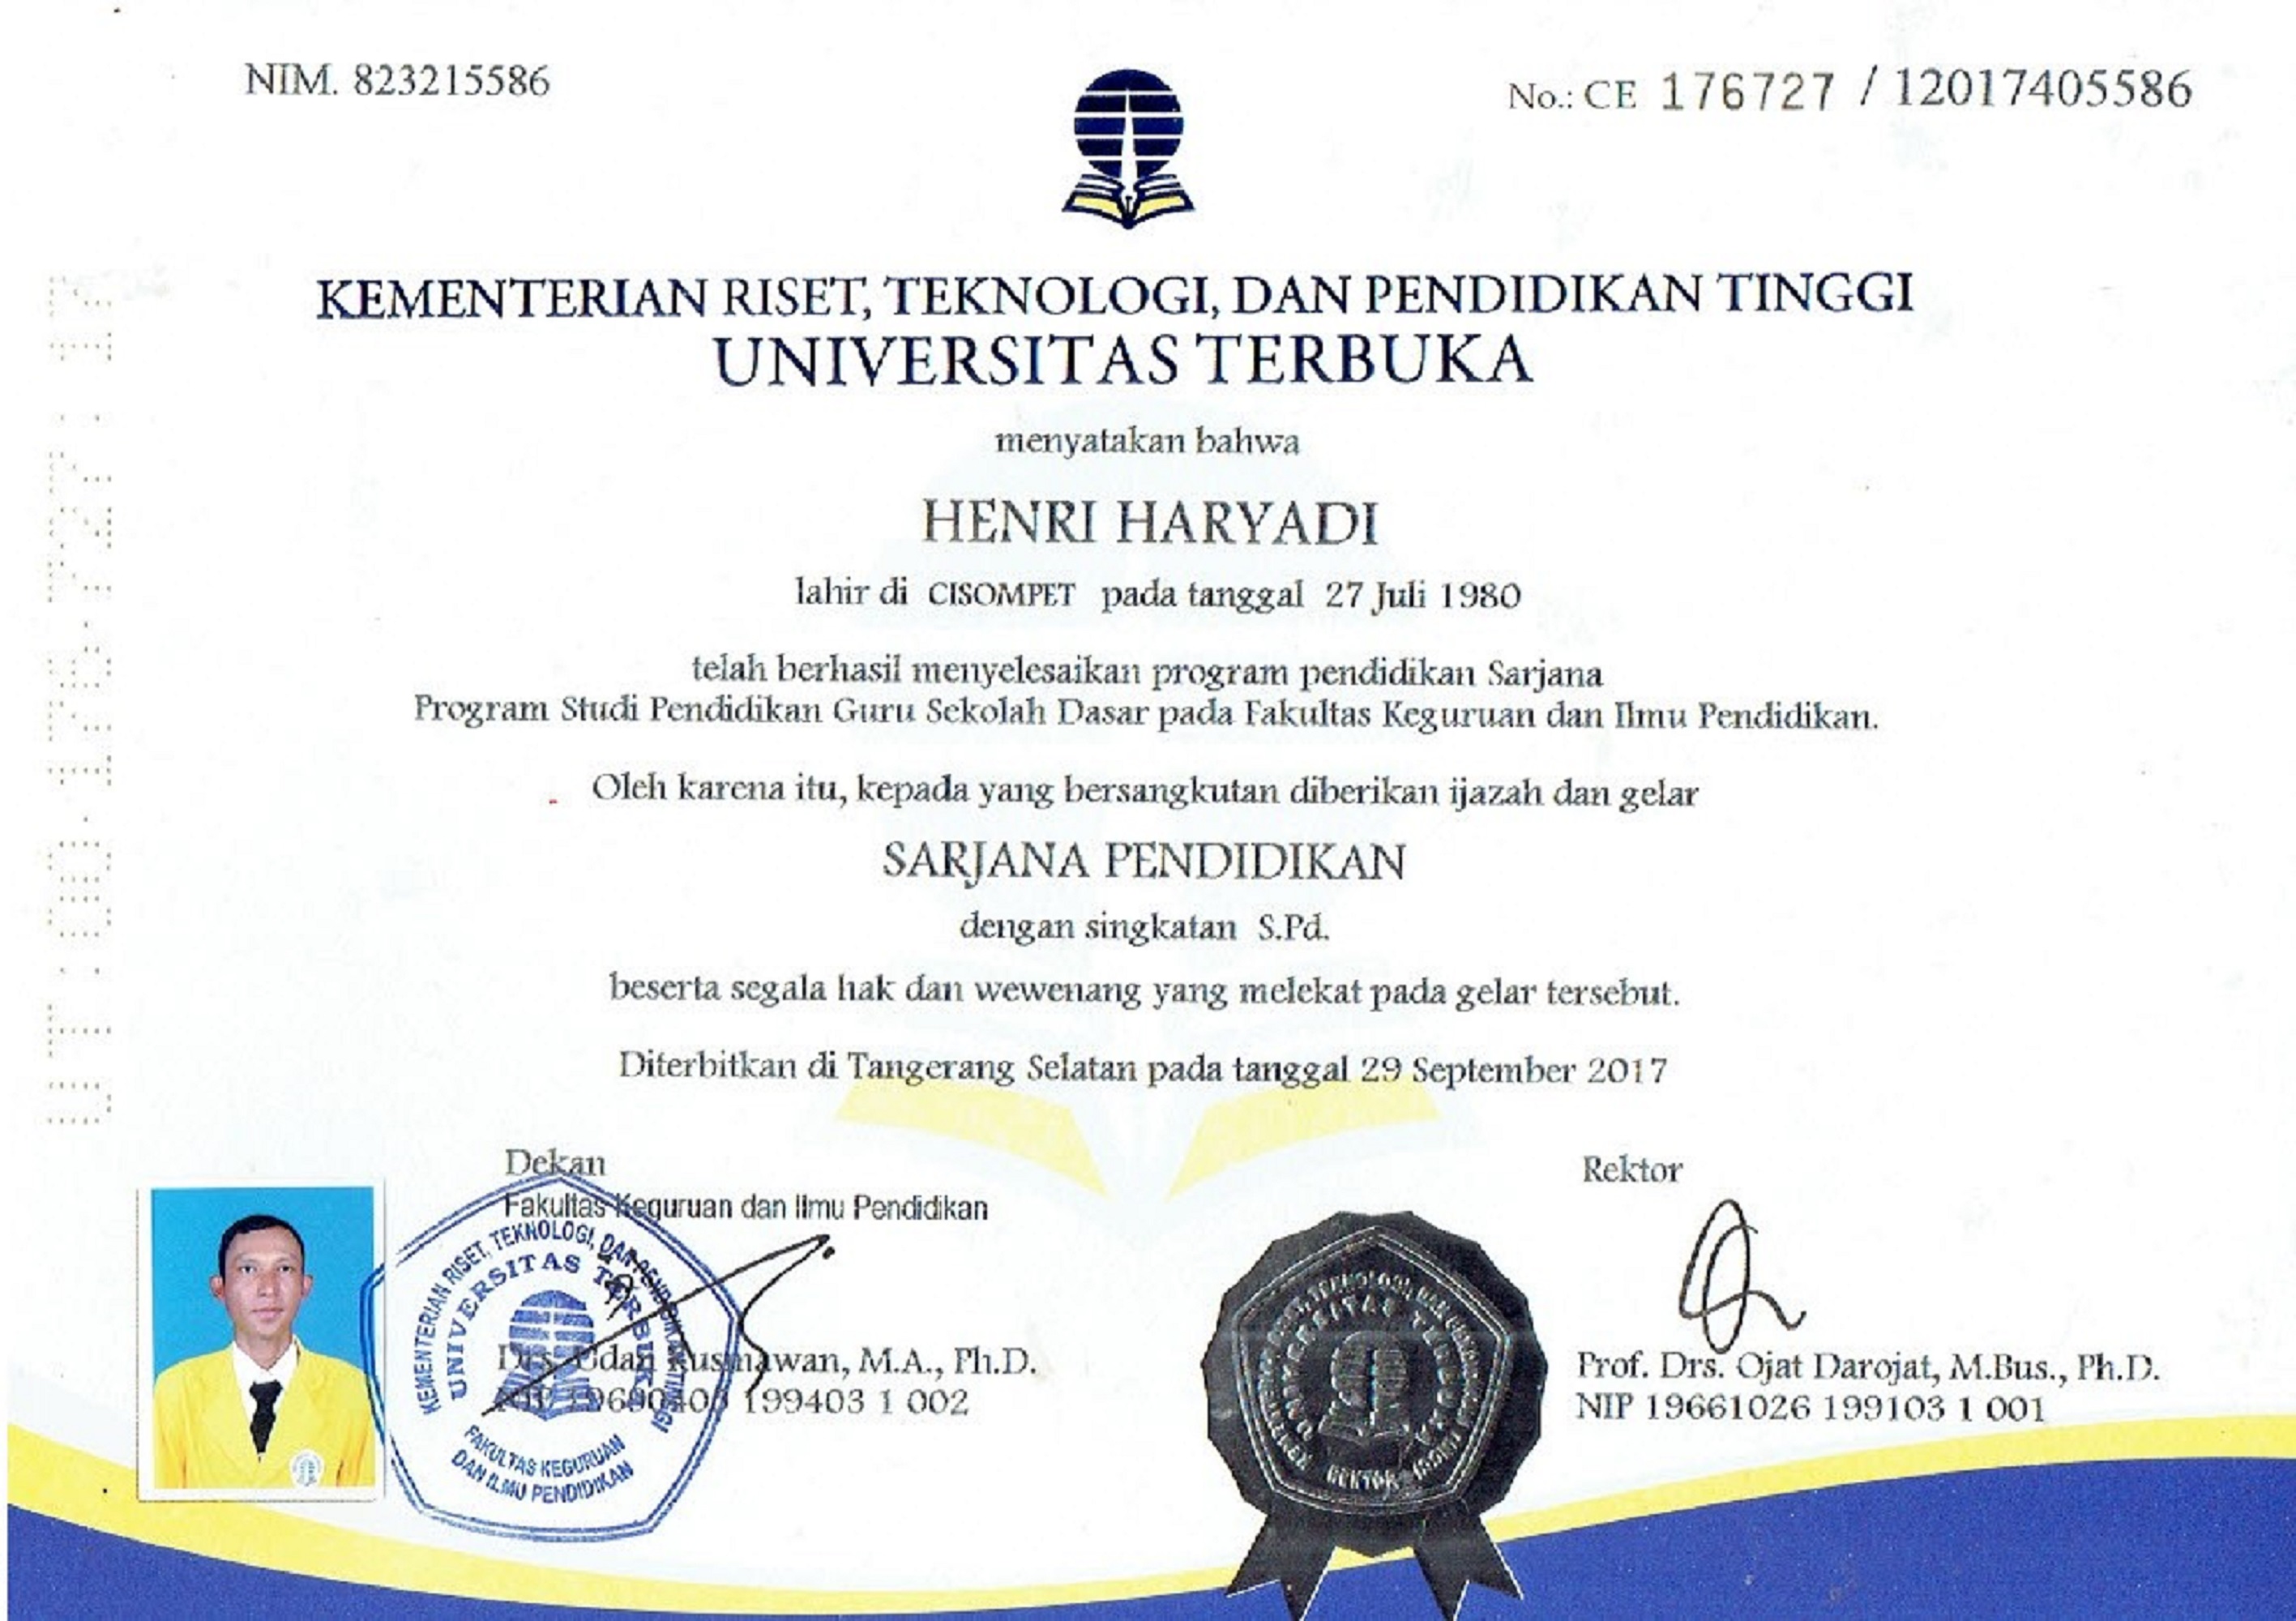 NIM. 823215586
No.: CE 176727 / 12017405586
KEMENTERIAN RISET, TEKNOLOGI, DAN PENDIDIKAN TINGGI
UNIVERSITAS TERBUKA
menyatakan bahwa
HENRI HARYADI
lahir di CISOMPET pada tanggal 27 Juli 1980
telah berhasil menyelesaikan program pendidikan Sarjana
Program Studi Pendidikan Guru Sekolah Dasar pada Fakultas Keguruan dan Ilmu Pendidikan.
Oleh karena itu, kepada yang bersangkutan diberikan ijazah dan gelar
SARJANA PENDIDIKAN
dengan singkatan S.Pd.
beserta segala hak dan wewenang yang melekat pada gelar tersebut.
Diterbitkan di Tangerang Selatan pada tanggal 29 September 2017
Dekan
Fakultas Keguruan dan Ilmu Pendidikan
Drs. Udan Kusmawan, M.A., Ph.D.
NIP 19690405 199403 1 002
KEMENTERIAN RISET, TEKNOLOGI, DAN PENDIDIKAN TINGGI
UNIVERSITAS TERBUKA
FAKULTAS KEGURUAN
DAN ILMU PENDIDIKAN
UNIVERSITAS TERBUKA
REKTOR
Rektor
Prof. Drs. Ojat Darojat, M.Bus., Ph.D.
NIP 19661026 199103 1 001